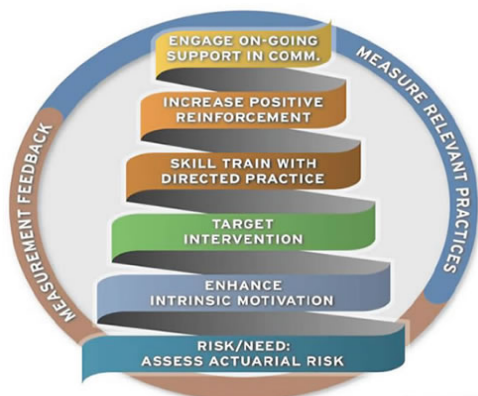 ENGAGE ON-GOING
SUPPORT IN COMM.
INCREASE POSITIVE
REINFORCEMENT
SKILL TRAIN WITH
DIRECTED PRACTICE
TARGET
INTERVENTION
ENHANCE
INTRINSIC MOTIVATION
RISK/NEED:
ASSESS ACTUARIAL RISK
MEASUREMENT FEEDBACK
MEASURE RELEVANT PRACTICES